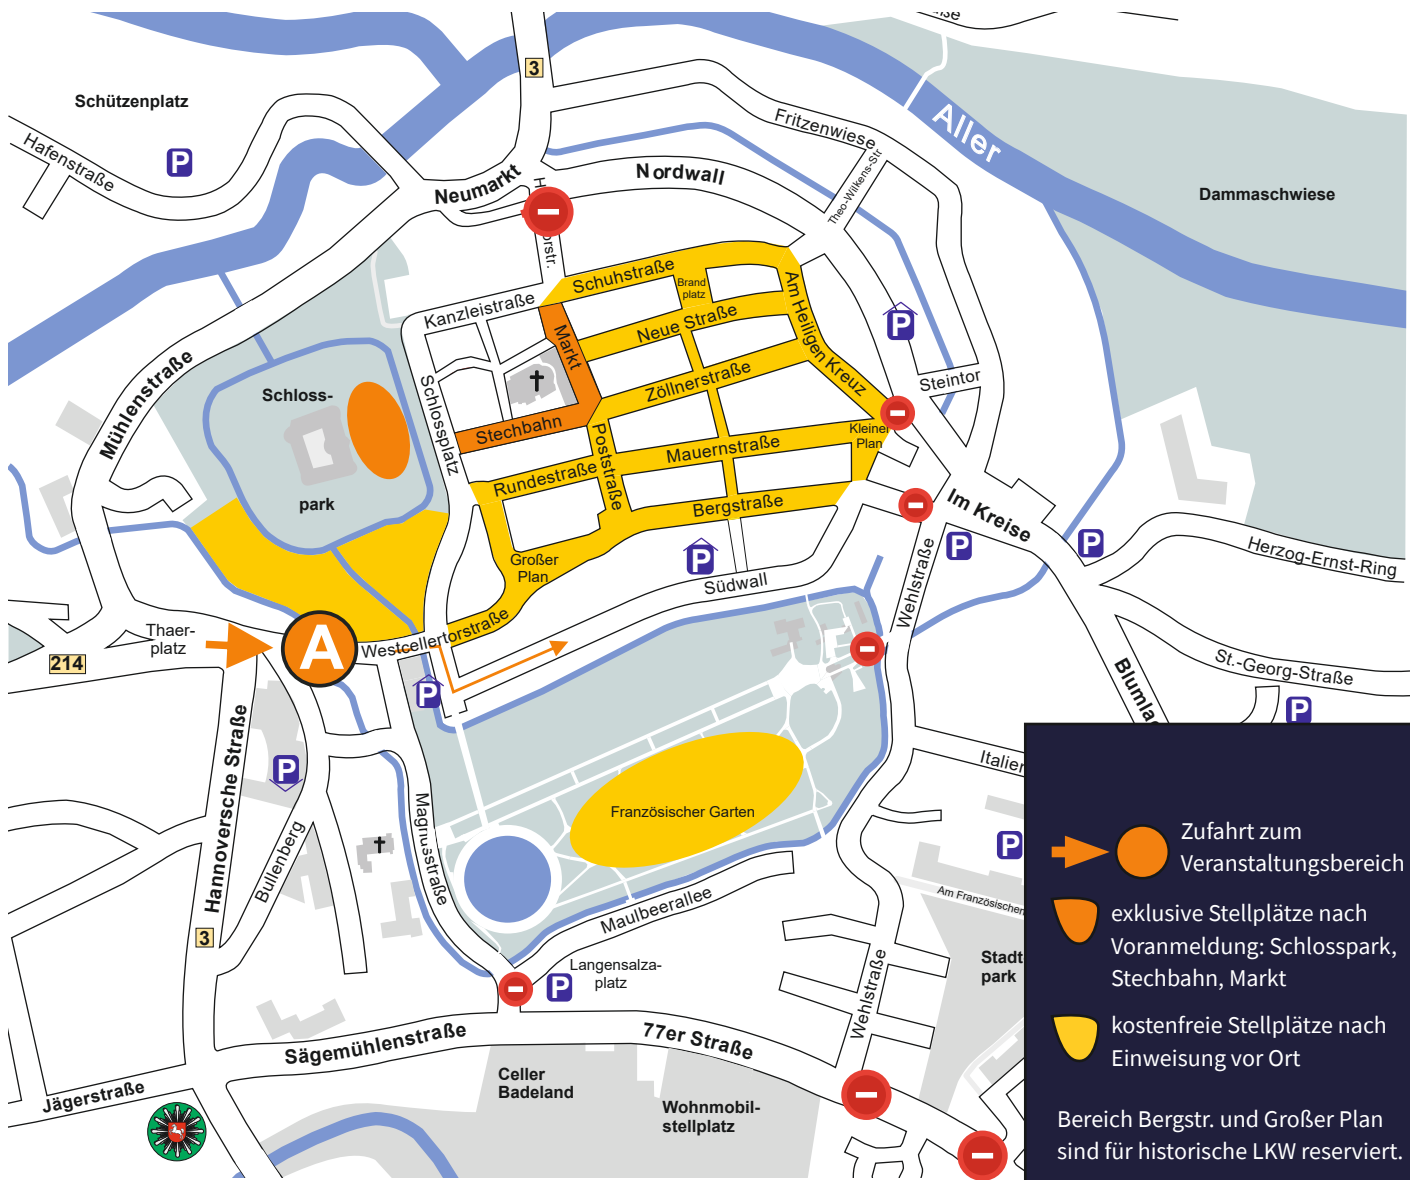 3
Schützenplatz
Hafenstraße
P
Neumarkt
Nordwall
Fritzenwiese
Theo-Wilkens-Str
Aller
Dammaschwiese
orstr.
Schuhstraße
Brand
platz
Am Heiligen Kreuz
Kanzleistraße
Markt
Neue Straße
P
Steintor
Mühlenstraße
Schloss-
park
Schlossplatz
Stechbahn
Zöllnerstraße
Poststraße
Mauernstraße
Kleiner
Plan
Rundestraße
Bergstraße
Im Kreise
Großer
Plan
P
Südwall
Wehlstraße
P
P
Herzog-Ernst-Ring
Thaer-
platz
214
A
Westcellertorstraße
P
St.-Georg-Straße
P
Hannoversche Straße
P
Bullenberg
Magnusstraße
Französischer Garten
Maulbeerallee
Italier
P
Am Französischen
Stadt
park
3
Langensalza-
platz
P
Wehlstraße
Sägemühlenstraße
77er Straße
Jägerstraße
Celler
Badeland
Wohnmobil-
stellplatz
Zufahrt zum
Veranstaltungsbereich
exklusive Stellplätze nach
Voranmeldung: Schlosspark,
Stechbahn, Markt
kostenfreie Stellplätze nach
Einweisung vor Ort
Bereich Bergstr. und Großer Plan
sind für historische LKW reserviert.